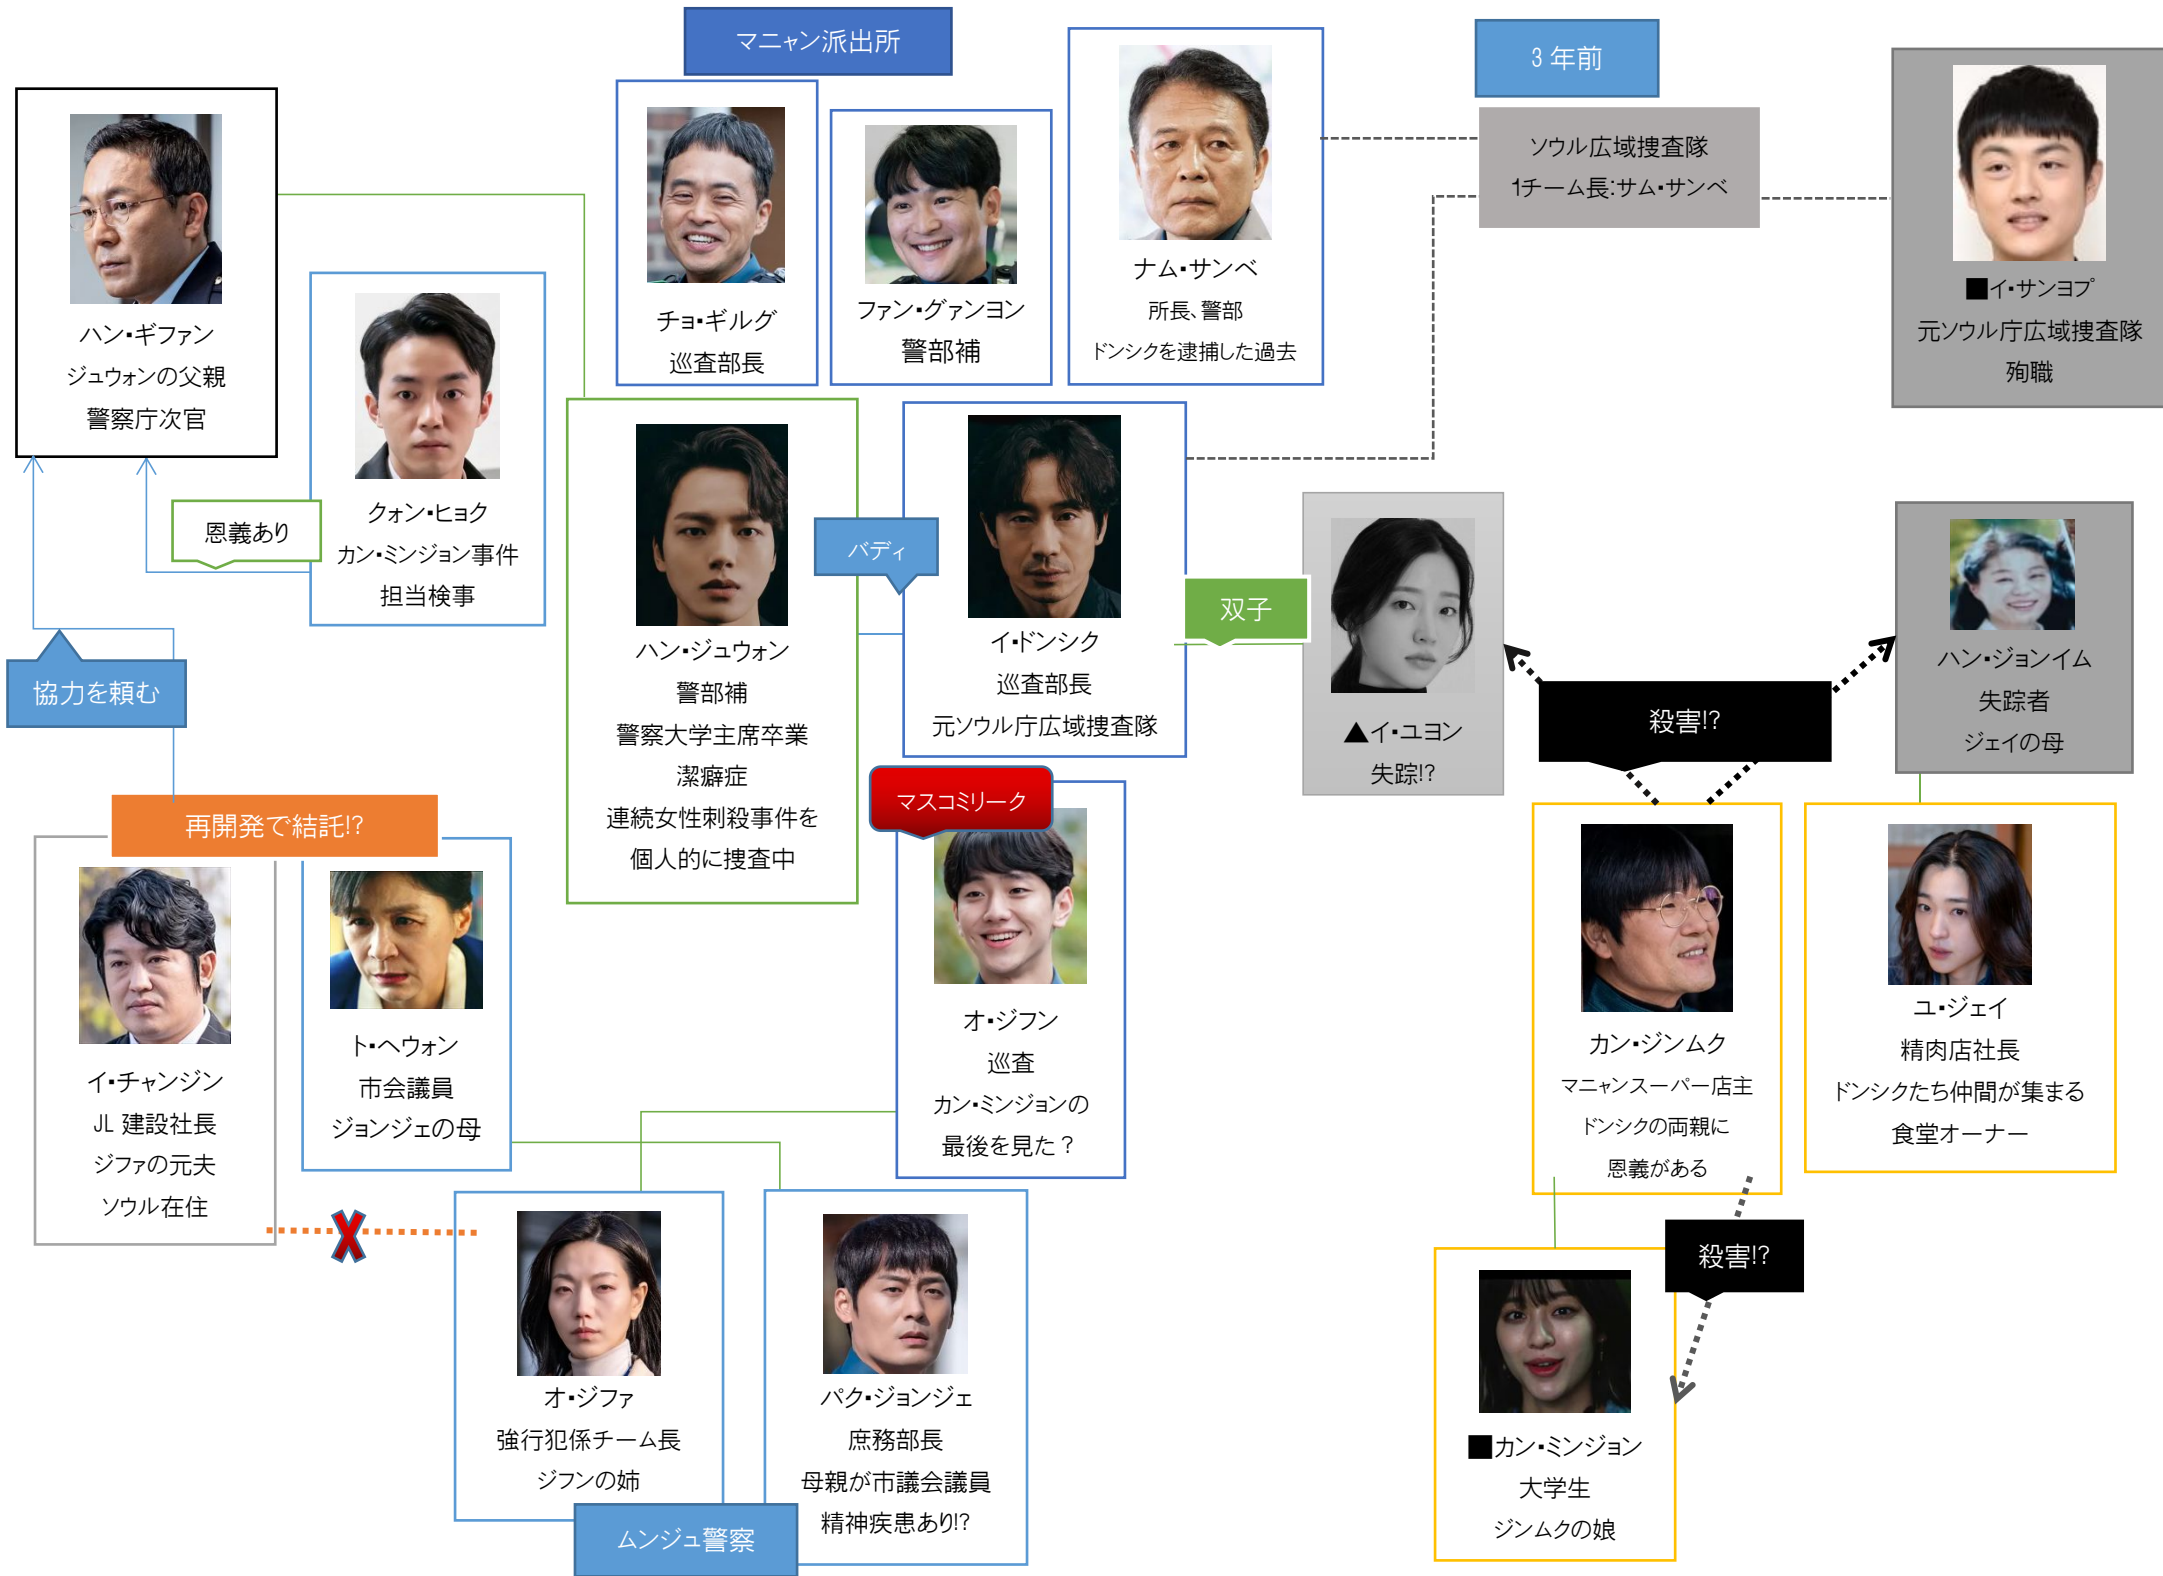 マニャン派出所
3 年前
ソウル広域捜査隊
1チーム長:サム・サンベ
ハン・ギファン
ジュウォンの父親
警察庁次官
チョ・ギルグ
巡査部長
ファン・グァンヨン
警部補
ナム・サンベ
所長、警部
ドンシクを逮捕した過去
■イ・サンヨプ
元ソウル庁広域捜査隊
殉職
恩義あり
クォン・ヒョク
カン・ミンジョン事件
担当検事
協力を頼む
ハン・ジュウォン
警部補
警察大学主席卒業
潔癖症
連続女性刺殺事件を
個人的に捜査中
バディ
イ・ドンシク
巡査部長
元ソウル庁広域捜査隊
双子
▲イ・ユヨン
失踪!?
殺害!?
ハン・ジョンイム
失踪者
ジェイの母
再開発で結託!?
イ・チャンジン
JL 建設社長
ジファの元夫
ソウル在住
ト・ヘウォン
市会議員
ジョンジェの母
マスコミリーク
オ・ジフン
巡査
カン・ミンジョンの
最後を見た？
カン・ジンムク
マニャンスーパー店主
ドンシクの両親に
恩義がある
ユ・ジェイ
精肉店社長
ドンシクたち仲間が集まる
食堂オーナー
X
オ・ジファ
強行犯係チーム長
ジフンの姉
パク・ジョンジェ
庶務部長
母親が市議会議員
精神疾患あり!?
ムンジュ警察
殺害!?
■カン・ミンジョン
大学生
ジンムクの娘